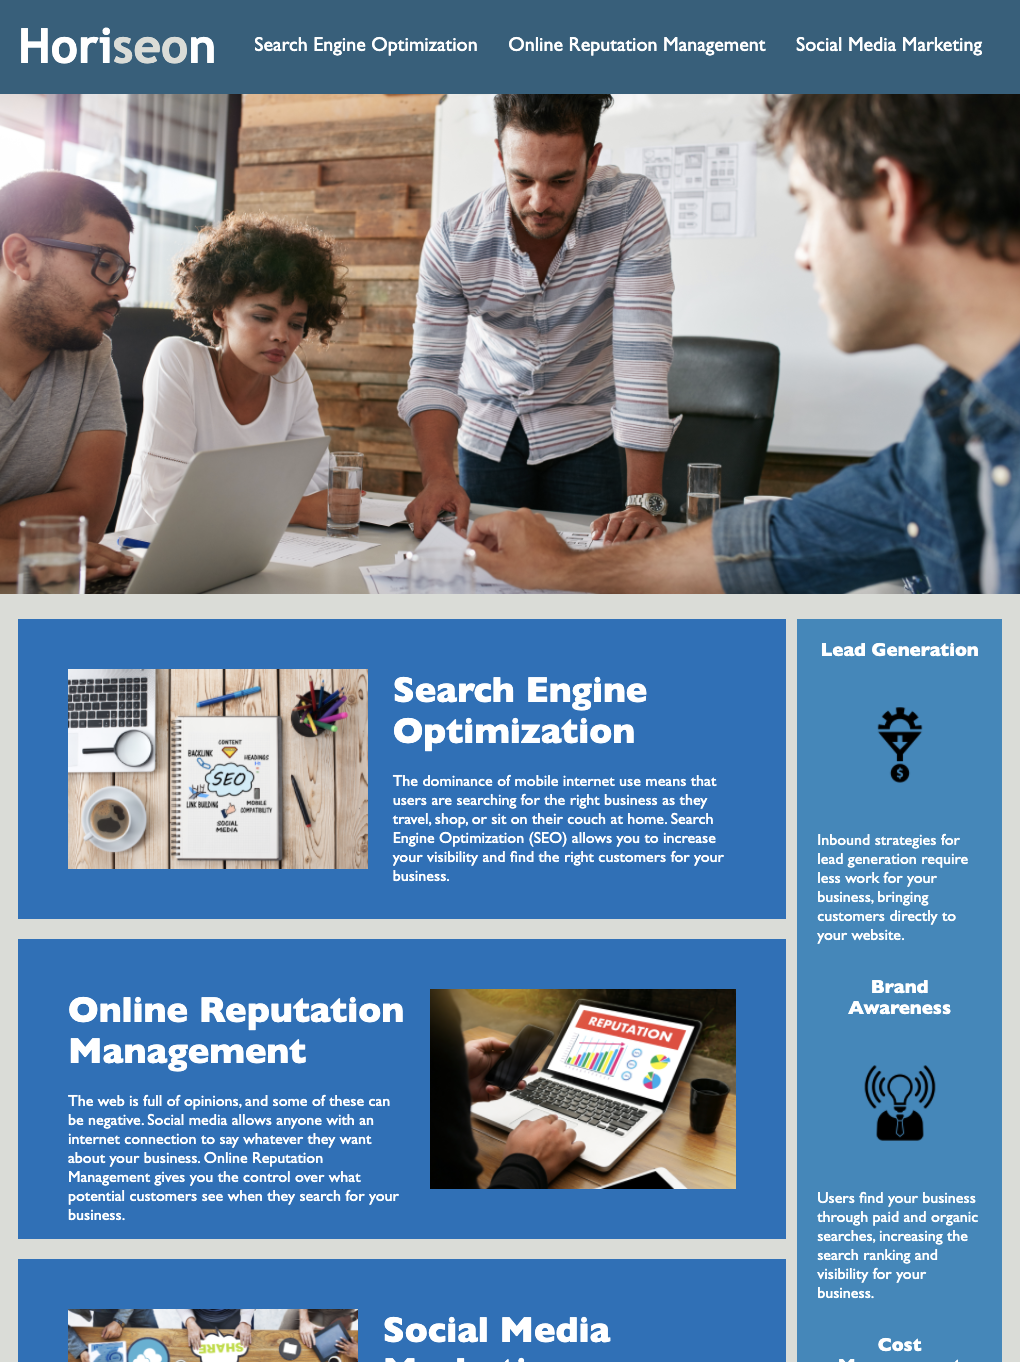 Horiseon
Search Engine Optimization
Online Reputation Management
Social Media Marketing
Search Engine
Optimization
The dominance of mobile internet use means that
users are searching for the right business as they
travel, shop, or sit on their couch at home. Search
Engine Optimization (SEO) allows you to increase
your visibility and find the right customers for your
business.
CONTENT
BACKLINK
HEADINGS
SEO
LINK BUILDING
MOBILE
COMPATIBILITY
SOCIAL
MEDIA
Online Reputation
Management
The web is full of opinions, and some of these can
be negative. Social media allows anyone with an
internet connection to say whatever they want
about your business. Online Reputation
Management gives you the control over what
potential customers see when they search for your
business.
REPUTATION
Social Media
SHARE
Lead Generation
$
Inbound strategies for
lead generation require
less work for your
business, bringing
customers directly to
your website.
Brand
Awareness
Users find your business
through paid and organic
searches, increasing the
search ranking and
visibility for your
business.
Cost